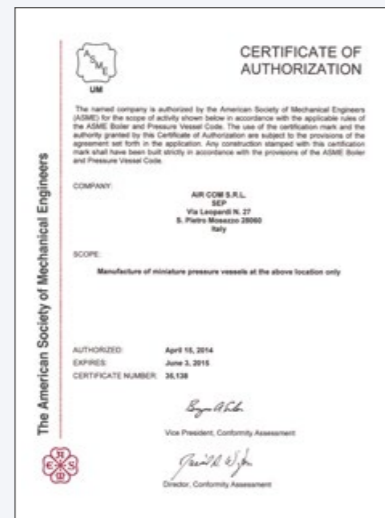 ASME
UM
CERTIFICATE OF
AUTHORIZATION
The named company is authorized by the American Society of Mechanical Engineers
(ASME) for the scope of activity shown below in accordance with the applicable rules of
the ASME Boiler and Pressure Vessel Code. The use of the certification mark and the
authority granted by this Certificate of Authorization are subject to the provisions of the
agreement set forth in the application. Any construction stamped with this certification
mark shall have been built strictly in accordance with the provisions of the ASME Boiler
and Pressure Vessel Code.
COMPANY:
AIR COM S.R.L.
SEP
Via Leopardi N. 27
S. Pietro Mosezzo 28060
Italy
SCOPE:
Manufacture of miniature pressure vessels at the above location only
AUTHORIZED: April 15, 2014
EXPIRES: June 3, 2015
CERTIFICATE NUMBER: 36,138
Vice President, Conformity Assessment
Director, Conformity Assessment
The American Society of Mechanical Engineers